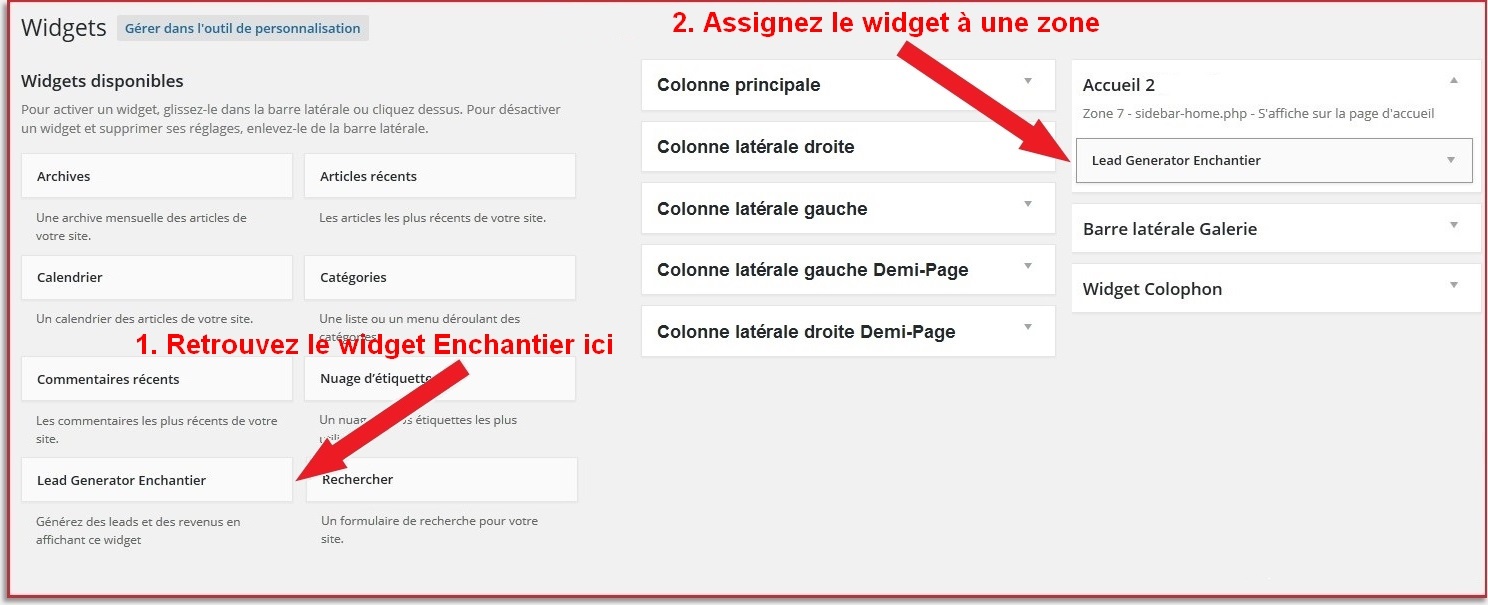 Widgets Gérer dans l'outil de personnalisation
2. Assignez le widget à une zone
Widgets disponibles
Pour activer un widget, glissez-le dans la barre latérale ou cliquez dessus. Pour désactiver
un widget et supprimer ses réglages, enlevez-le de la barre latérale.
Archives
Une archive mensuelle des articles de
votre site.
Articles récents
Les articles les plus récents de votre site.
Calendrier
Un calendrier des articles de votre site.
Catégories
Une liste ou un menu déroulant des
catégories.
1. Retrouvez le widget Enchantier ici
Commentaires récents
Les commentaires les plus récents de votre
site.
Nuage d'étiquette
Un nuag étiquettes les plus
Lead Generator Enchantier
Générez des leads et des revenus en
affichant ce widget
Rechercher
Un formulaire de recherche pour votre
site.
Colonne principale
Colonne latérale droite
Colonne latérale gauche
Colonne latérale gauche Demi-Page
Colonne latérale droite Demi-Page
Accueil 2
Zone 7 - sidebar-home.php - S'affiche sur la page d'accueil
Lead Generator Enchantier
Barre latérale Galerie
Widget Colophon